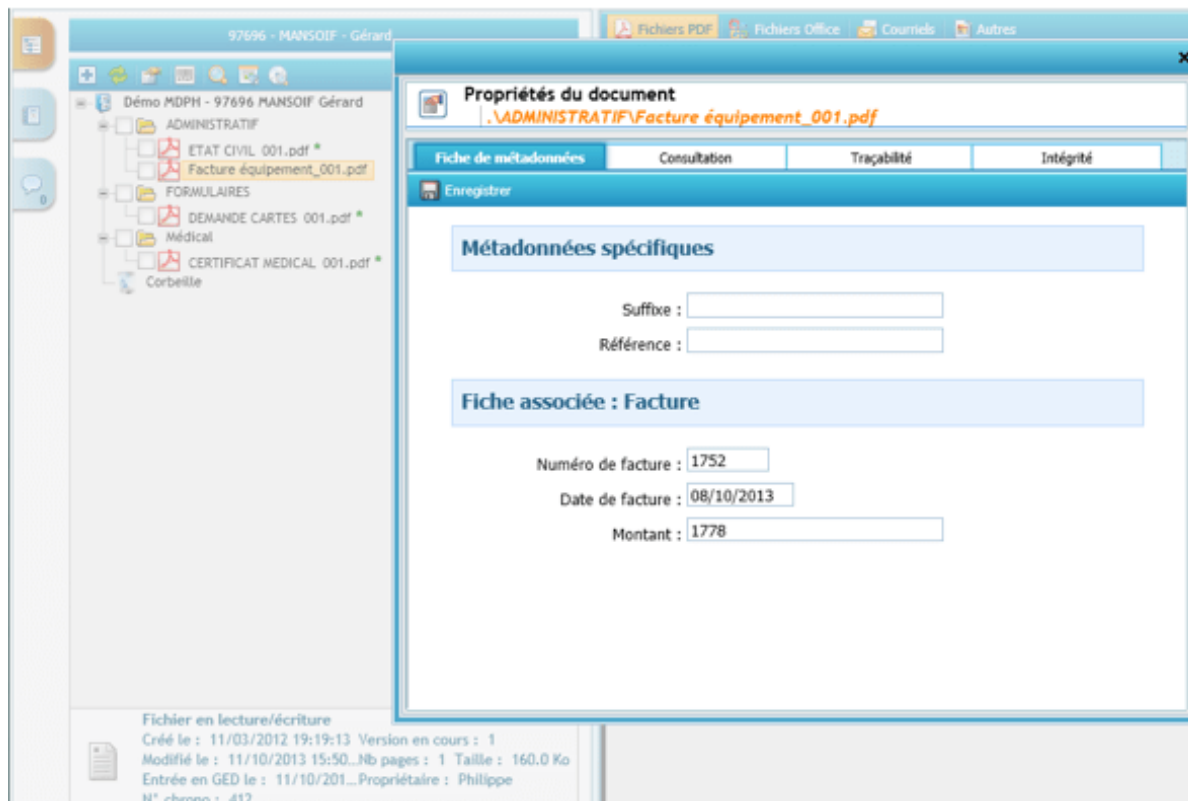 97696 - MANSOIF - Gérard
Fichiers PDF Fichiers Office Courriels Autres
Démo MDPH - 97696 MANSOIF Gérard
ADMINISTRATIF
ETAT CIVIL 001.pdf *
Facture équipement_001.pdf
FORMULAIRES
DEMANDE CARTES 001.pdf *
Médical
CERTIFICAT MEDICAL 001.pdf *
Corbeille
0
x
Propriétés du document
.\ADMINISTRATIF\Facture équipement_001.pdf
Fiche de métadonnées Consultation Traçabilité Intégrité
Enregistrer
Métadonnées spécifiques
Suffixe :
Référence :
Fiche associée : Facture
Numéro de facture : 1752
Date de facture : 08/10/2013
Montant : 1778
Fichier en lecture/écriture
Créé le : 11/03/2012 19:19:13 Version en cours : 1
Modifié le : 11/10/2013 15:50...Nb pages : 1 Taille : 160.0 Ko
Entrée en GED le : 11/10/201...Propriétaire : Philippe
N° chrono : 412